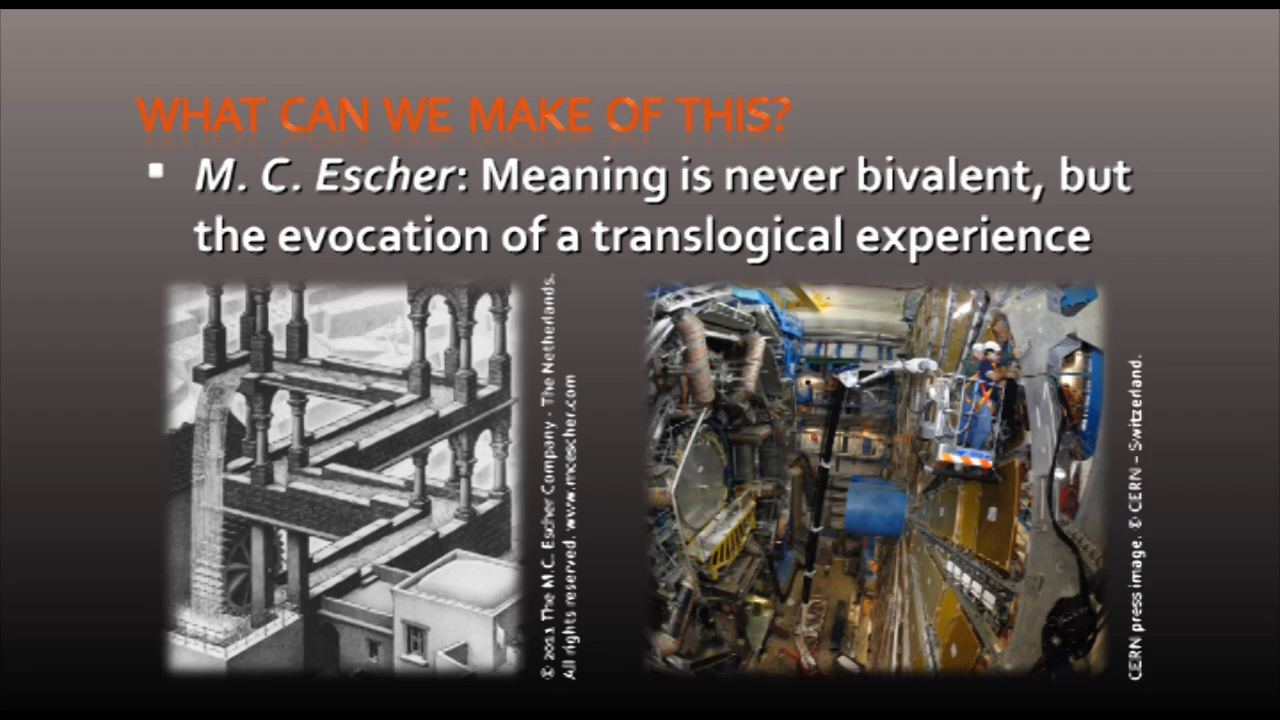 WHAT CAN WE MAKE OF THIS?
▪ M. C. Escher: Meaning is never bivalent, but
the evocation of a translogical experience
© 2011 The M.C. Escher Company - The Netherlands.
All rights reserved. www.mcescher.com
CERN press image. © CERN – Switzerland.